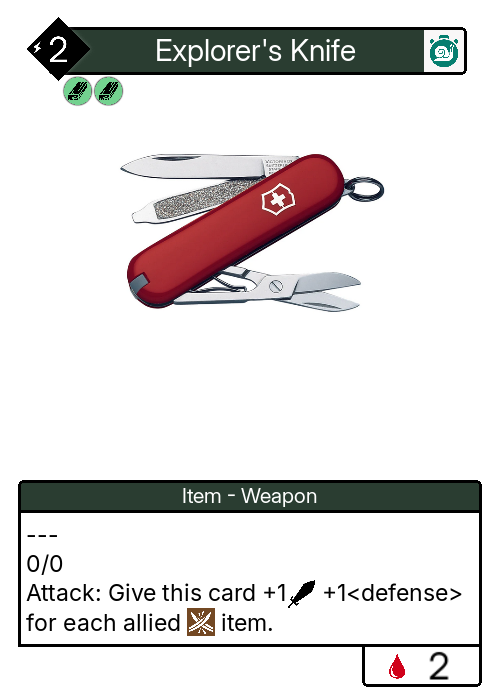 2
Explorer's Knife
Item - Weapon
---
0/0
Attack: Give this card +1 +1<defense>
for each allied item.
2